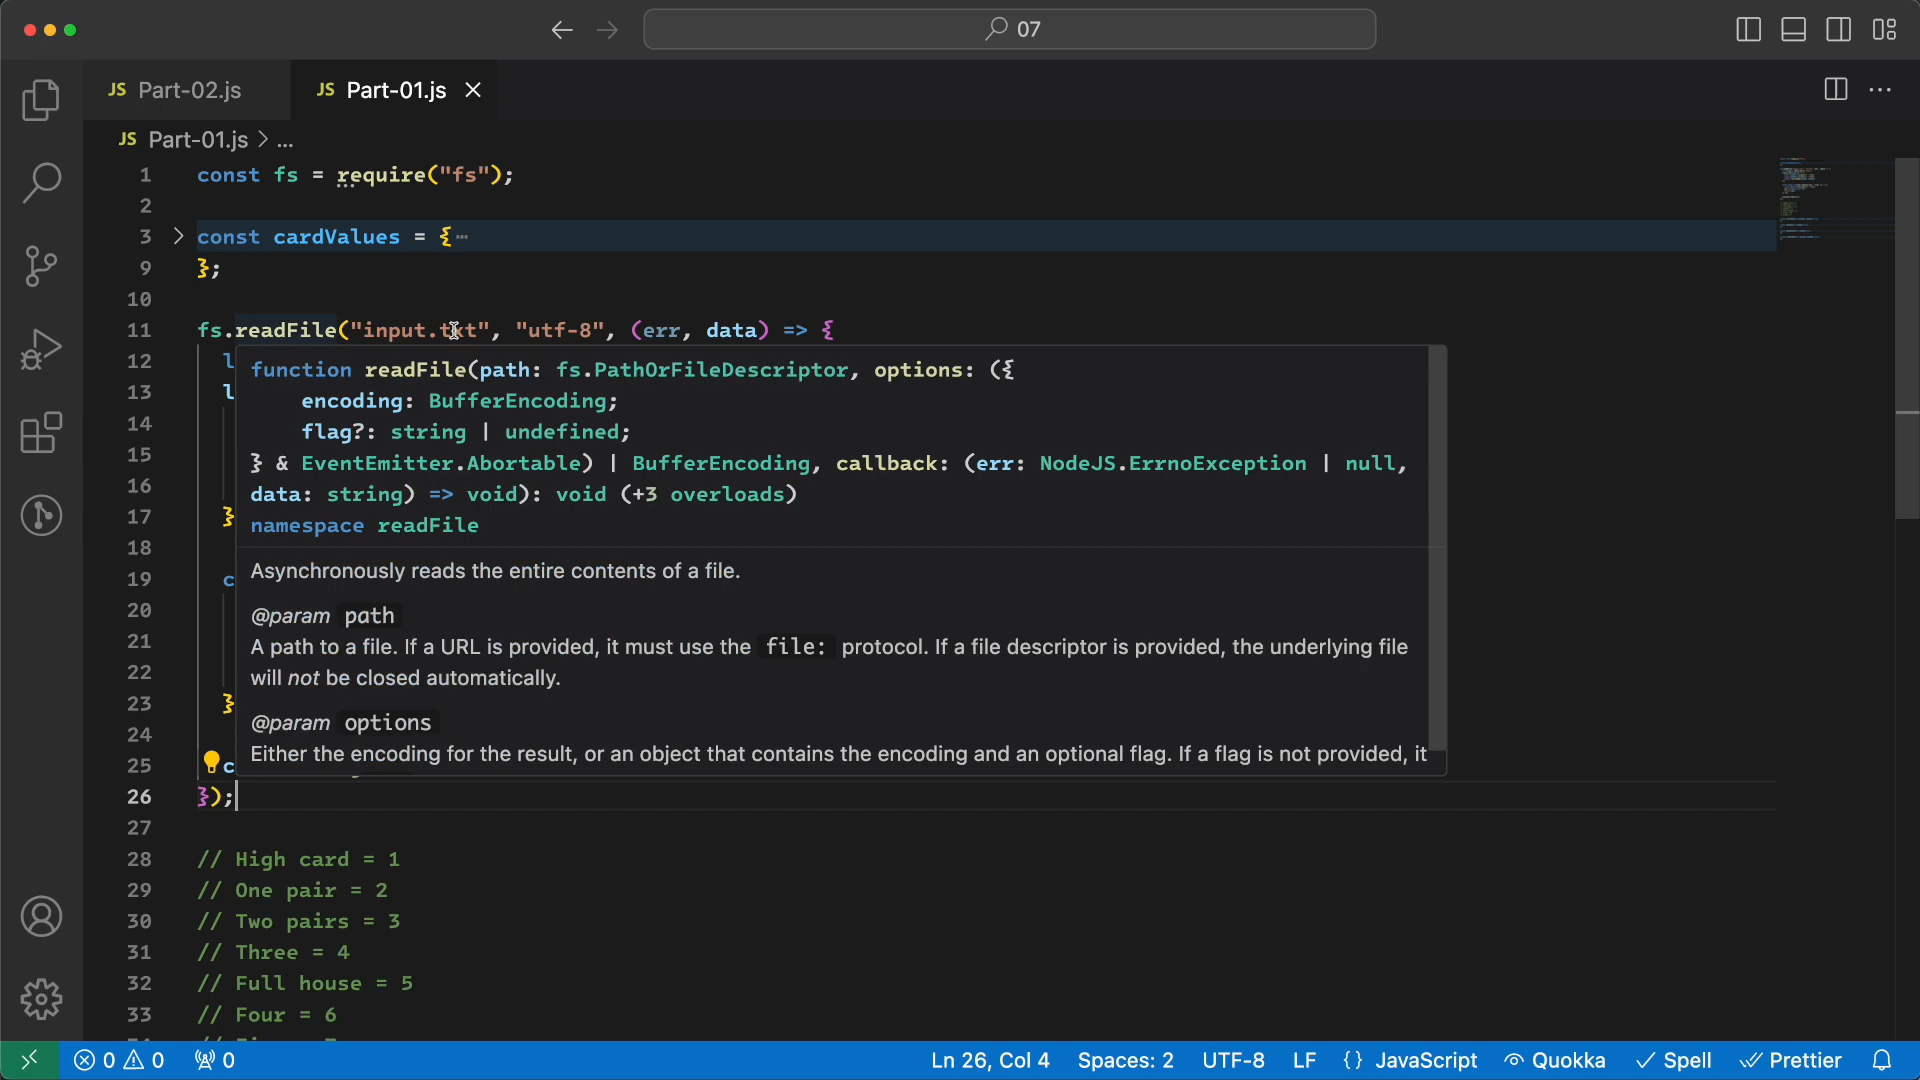 07
JS Part-02.js
JS Part-01.js
JS Part-01.js > ...
1 const fs = require("fs");
2
3 const cardValues = {
9 };
10
11 fs.readFile("input.txt", "utf-8", (err, data) => {
12 l
13 l
14
15
16
17 }
18
19 c
20
21
22
23 }
24
25 c
26 });
27
28 // High card = 1
29 // One pair = 2
30 // Two pairs = 3
31 // Three = 4
32 // Full house = 5
33 // Four = 6
function readFile(path: fs.PathOrFileDescriptor, options: ({
encoding: BufferEncoding;
flag?: string | undefined;
} & EventEmitter.Abortable) | BufferEncoding, callback: (err: NodeJS.ErrnoException | null,
data: string) => void): void (+3 overloads)
namespace readFile
Asynchronously reads the entire contents of a file.
@param path
A path to a file. If a URL is provided, it must use the file: protocol. If a file descriptor is provided, the underlying file
will not be closed automatically.
@param options
Either the encoding for the result, or an object that contains the encoding and an optional flag. If a flag is not provided, it
0 0 0 Ln 26, Col 4 Spaces: 2 UTF-8 LF {} JavaScript Quokka Spell Prettier